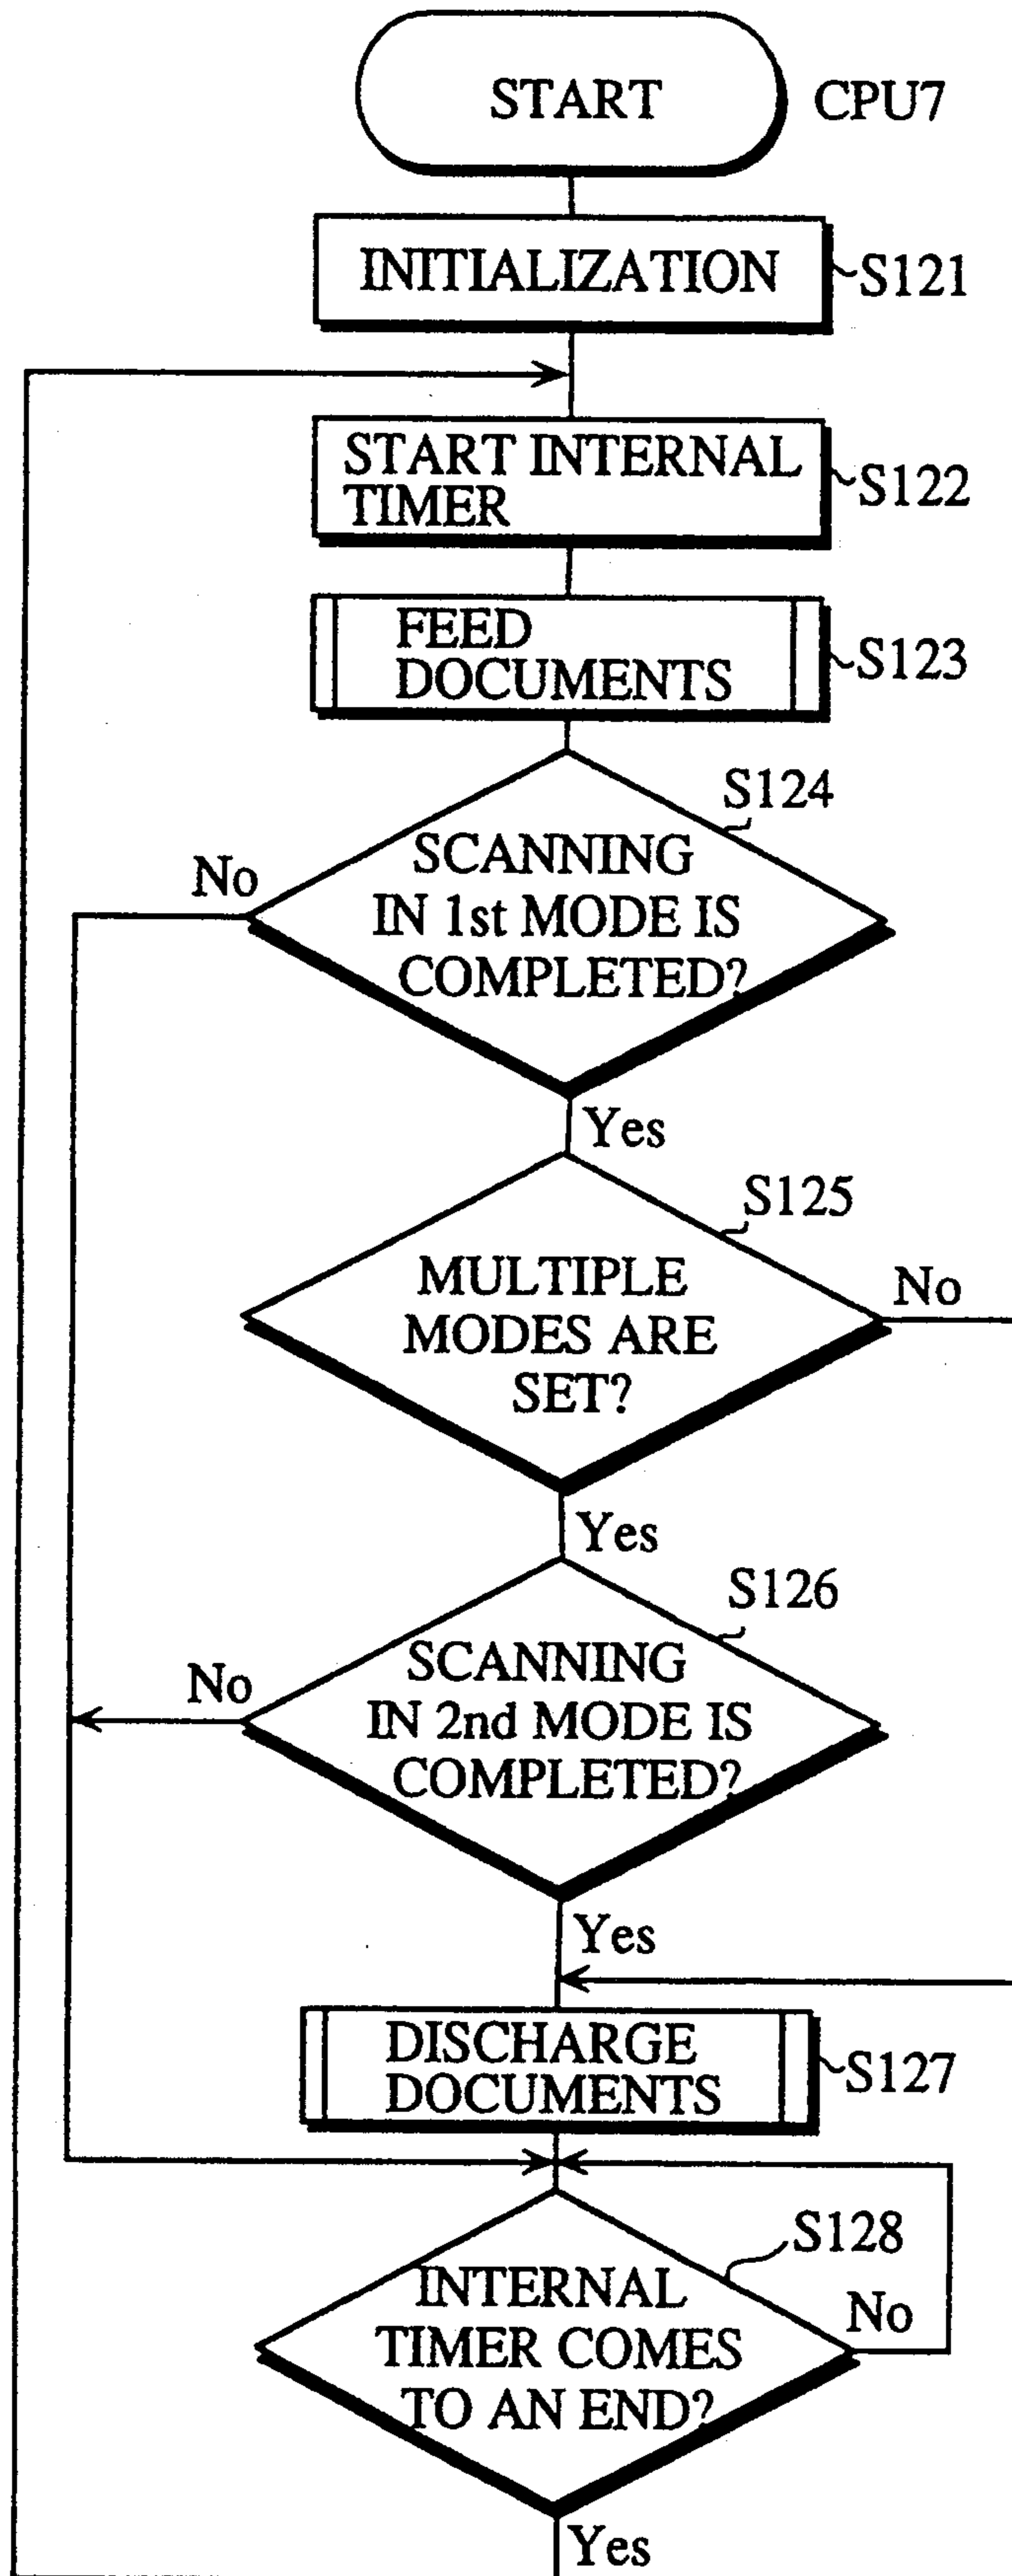 START
CPU7
INITIALIZATION
S121
START INTERNAL
TIMER
S122
FEED
DOCUMENTS
S123
S124
SCANNING
IN 1st MODE IS
COMPLETED?
No
Yes
S125
MULTIPLE
MODES ARE
SET?
No
Yes
S126
SCANNING
IN 2nd MODE IS
COMPLETED?
No
Yes
DISCHARGE
DOCUMENTS
S127
S128
INTERNAL
TIMER COMES
TO AN END?
No
Yes